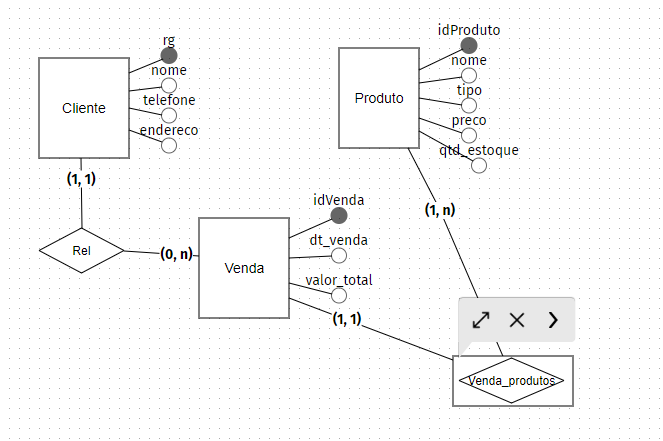 rg
nome
telefone
endereco
Cliente
(1, 1)
Rel
(0, n)
idProduto
nome
tipo
preco
qtd_estoque
Produto
(1, n)
idVenda
dt_venda
valor_total
Venda
(1, 1)
Venda_produtos